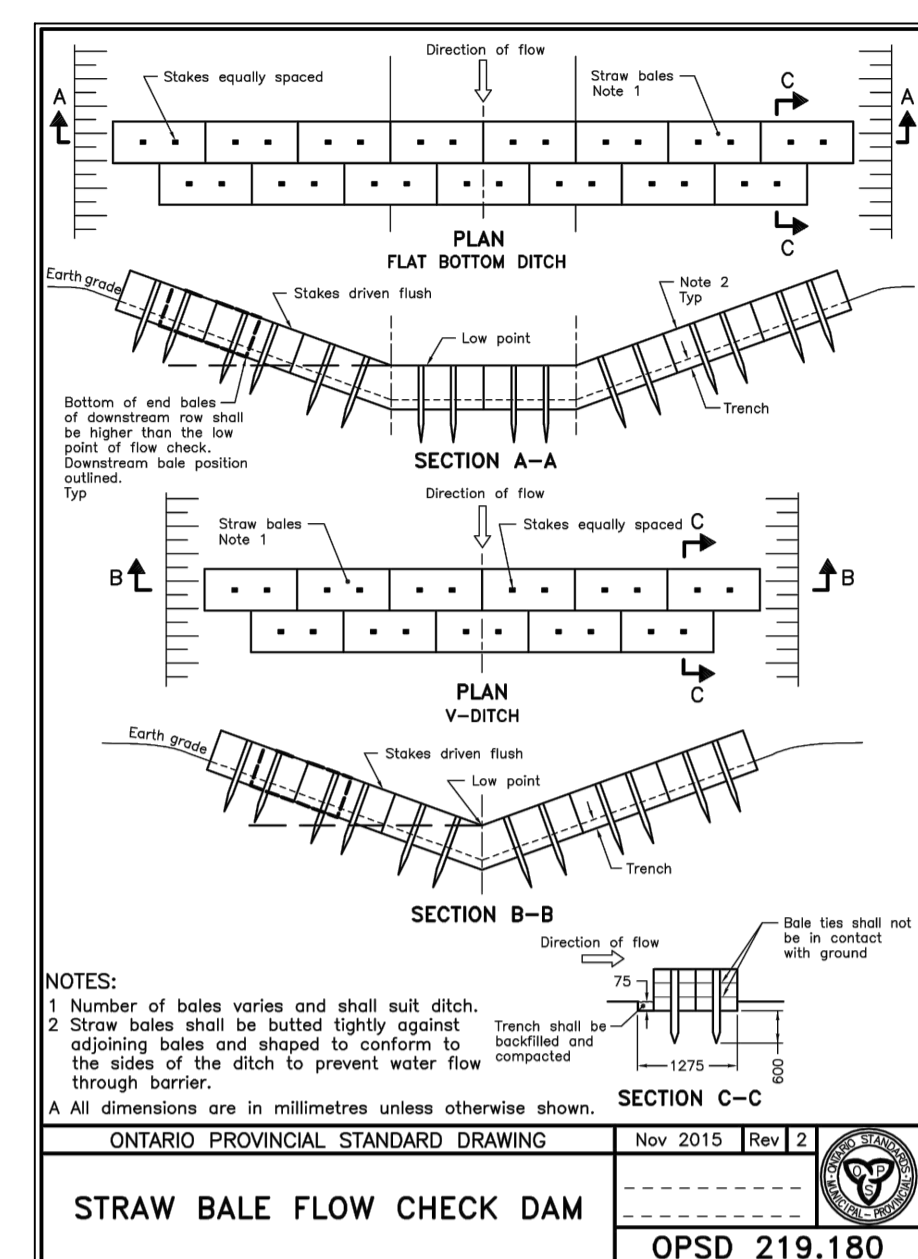 Direction of flow
Stakes equally spaced
Straw bales
Note 1
C
A
A
C
PLAN
FLAT BOTTOM DITCH
Earth grade
Stakes driven flush
Note 2
Typ
Low point
Trench
Bottom of end bales
of downstream row shall
be higher than the low
point of flow check.
Downstream bale position
outlined.
Typ
SECTION A-A
Direction of flow
Straw bales
Note 1
Stakes equally spaced
C
B
B
C
PLAN
V-DITCH
Earth grade
Stakes driven flush
Low point
Trench
SECTION B-B
Direction of flow
Bale ties shall not
be in contact
with ground
75
Trench shall be
backfilled and
compacted
1275
600
SECTION C-C
NOTES:
1 Number of bales varies and shall suit ditch.
2 Straw bales shall be butted tightly against
adjoining bales and shaped to conform to
the sides of the ditch to prevent water flow
through barrier.
A All dimensions are in millimetres unless otherwise shown.
ONTARIO PROVINCIAL STANDARD DRAWING
Nov 2015 Rev 2
STRAW BALE FLOW CHECK DAM
ONTARIO STANDARDS
MUNICIPAL-PROVINCIAL
O P S
OPSD 219.180